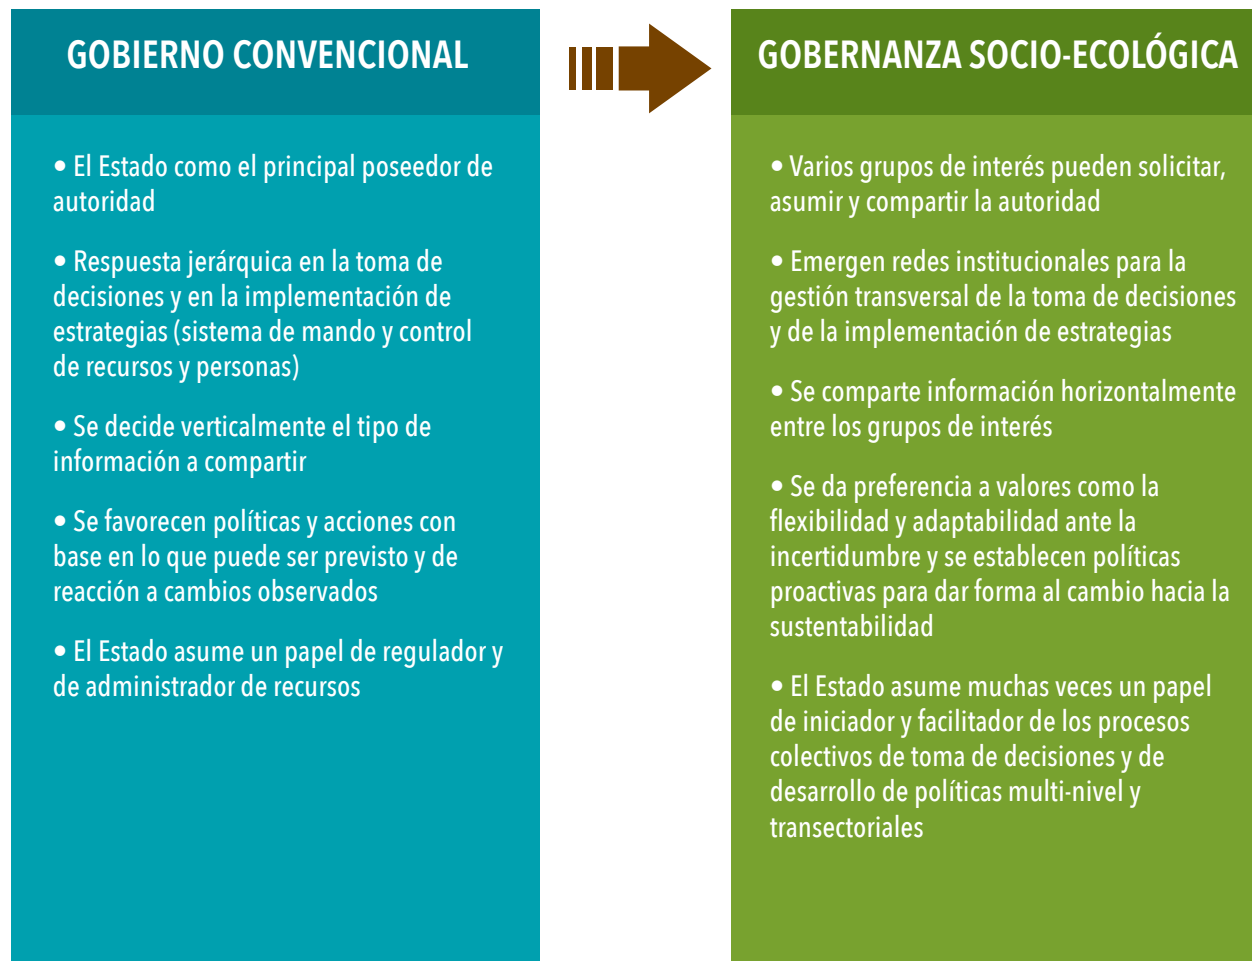 GOBIERNO CONVENCIONAL
• El Estado como el principal poseedor de
autoridad
• Respuesta jerárquica en la toma de
decisiones y en la implementación de
estrategias (sistema de mando y control
de recursos y personas)
• Se decide verticalmente el tipo de
información a compartir
• Se favorecen políticas y acciones con
base en lo que puede ser previsto y de
reacción a cambios observados
• El Estado asume un papel de regulador y
de administrador de recursos
GOBERNANZA SOCIO-ECOLÓGICA
• Varios grupos de interés pueden solicitar,
asumir y compartir la autoridad
• Emergen redes institucionales para la
gestión transversal de la toma de decisiones
y de la implementación de estrategias
• Se comparte información horizontalmente
entre los grupos de interés
• Se da preferencia a valores como la
flexibilidad y adaptabilidad ante la
incertidumbre y se establecen políticas
proactivas para dar forma al cambio hacia la
sustentabilidad
• El Estado asume muchas veces un papel
de iniciador y facilitador de los procesos
colectivos de toma de decisiones y de
desarrollo de políticas multi-nivel y
transectoriales